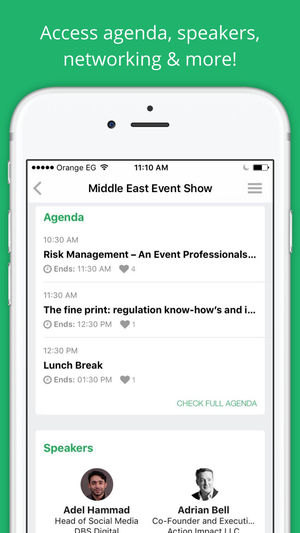 Access agenda, speakers,
networking & more!
Orange EG
11:10 AM
Middle East Event Show
Agenda
10:30 AM
Risk Management – An Event Professionals...
Ends: 11:30 AM 4
11:30 AM
The fine print: regulation know-how's and i...
Ends: 12:30 PM 1
12:30 PM
Lunch Break
Ends: 01:30 PM 1
CHECK FULL AGENDA
Speakers
Adel Hammad
Head of Social Media
DBS Digital
Adrian Bell
Co-Founder and Executi...
Action Impact LLC